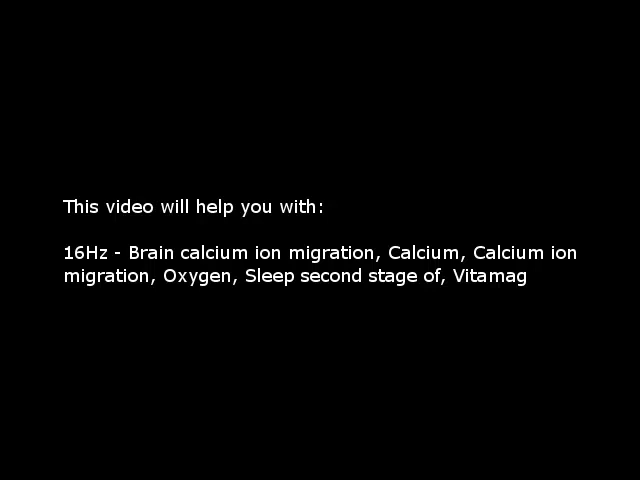 This video will help you with:
16Hz - Brain calcium ion migration, Calcium, Calcium ion
migration, Oxygen, Sleep second stage of, Vitamag